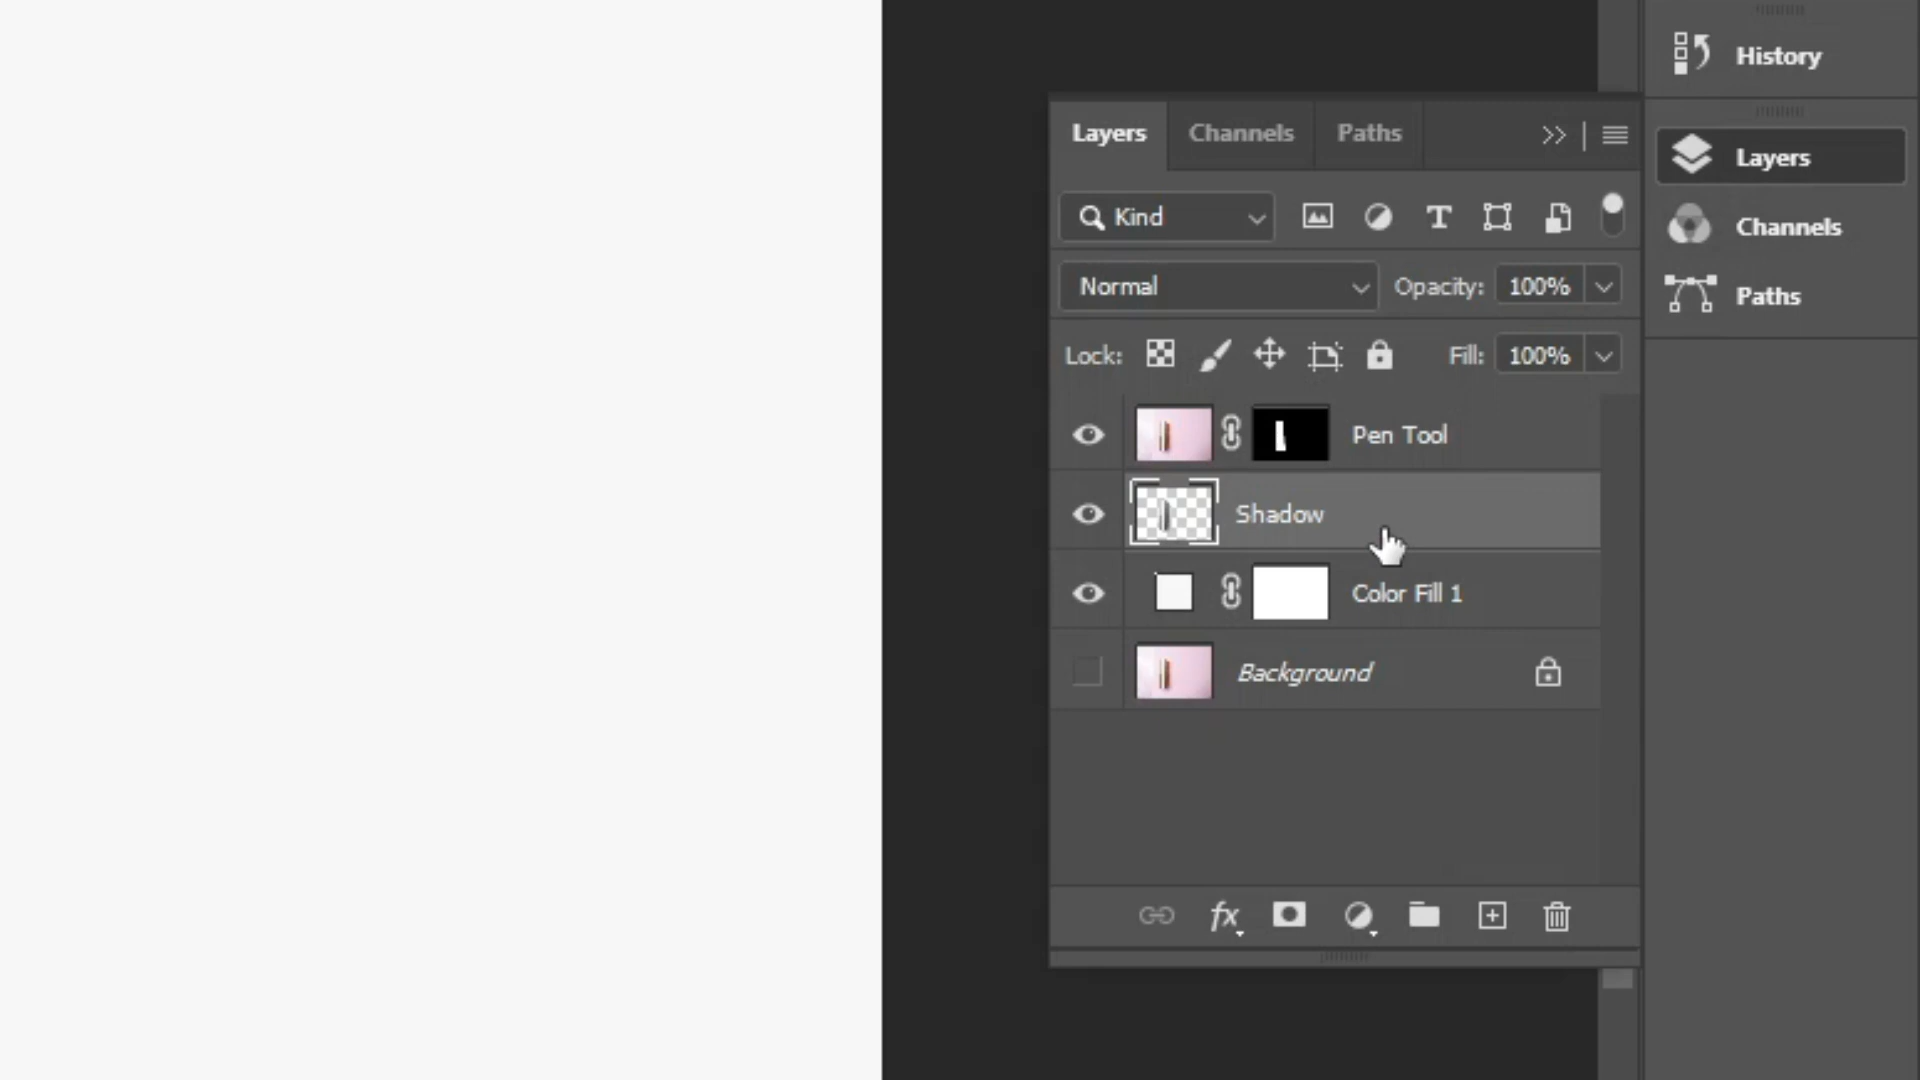 History
Layers Channels Paths
Layers
Kind
Channels
Normal Opacity: 100%
Paths
Lock: Fill: 100%
Pen Tool
Shadow
Color Fill 1
Background
fx